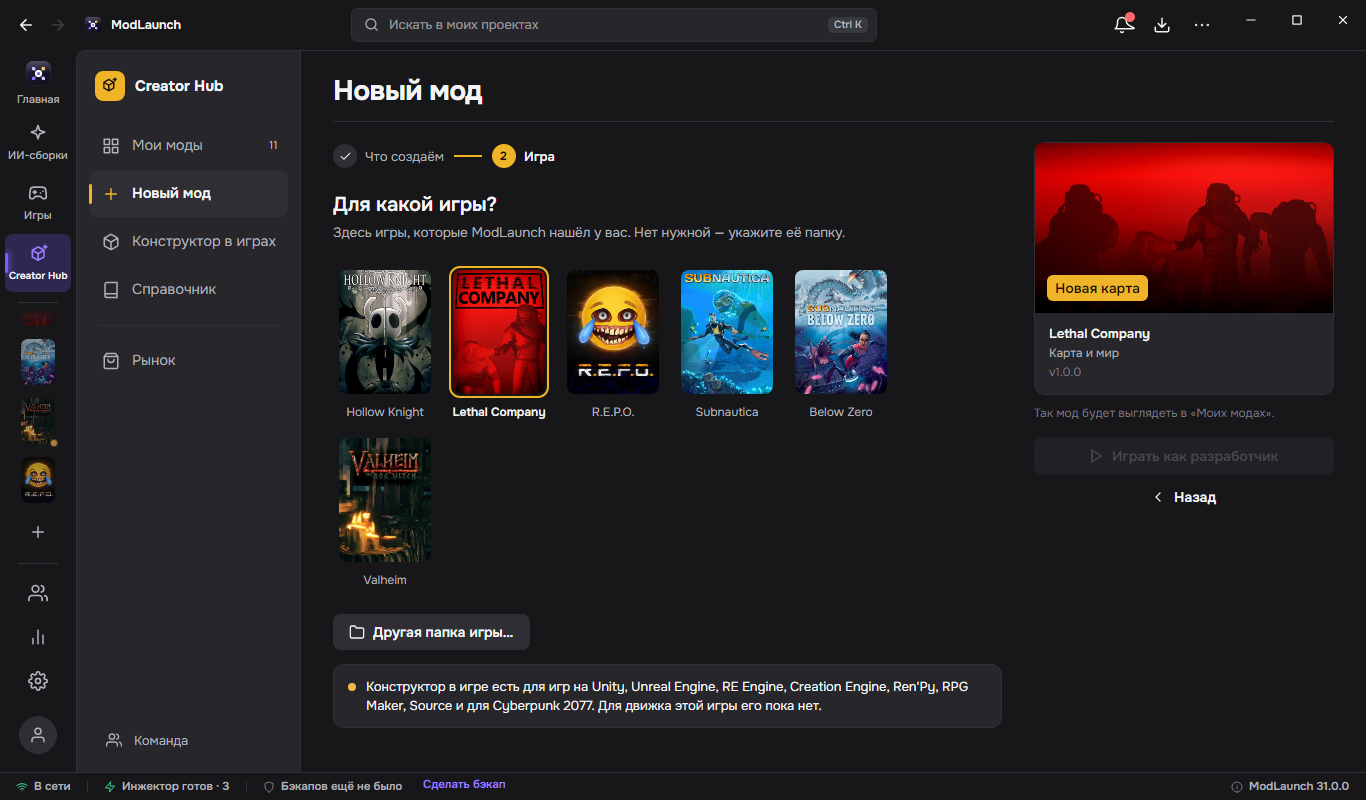 ModLaunch
Искать в моих проектах
Ctrl K
Главная
ИИ-сборки
Игры
Creator Hub
Creator Hub
Мои моды
11
Новый мод
Конструктор в играх
Справочник
Рынок
Команда
Новый мод
Что создаём
2
Игра
Для какой игры?
Здесь игры, которые ModLaunch нашёл у вас. Нет нужной — укажите её папку.
HOLLOW KNIGHT
LETHAL
COMPANY
R.E.P.O.
SUBNAUTICA
SUBNAUTICA
BELOW ZERO
Hollow Knight
Lethal Company
R.E.P.O.
Subnautica
Below Zero
VALHEIM
Valheim
Другая папка игры...
Конструктор в игре есть для игр на Unity, Unreal Engine, RE Engine, Creation Engine, Ren'Py, RPG
Maker, Source и для Cyberpunk 2077. Для движка этой игры его пока нет.
Новая карта
Lethal Company
Карта и мир
v1.0.0
Так мод будет выглядеть в «Моих модах».
Играть как разработчик
Назад
В сети
Инжектор готов · 3
Бэкапов ещё не было
Сделать бэкап
ModLaunch 31.0.0